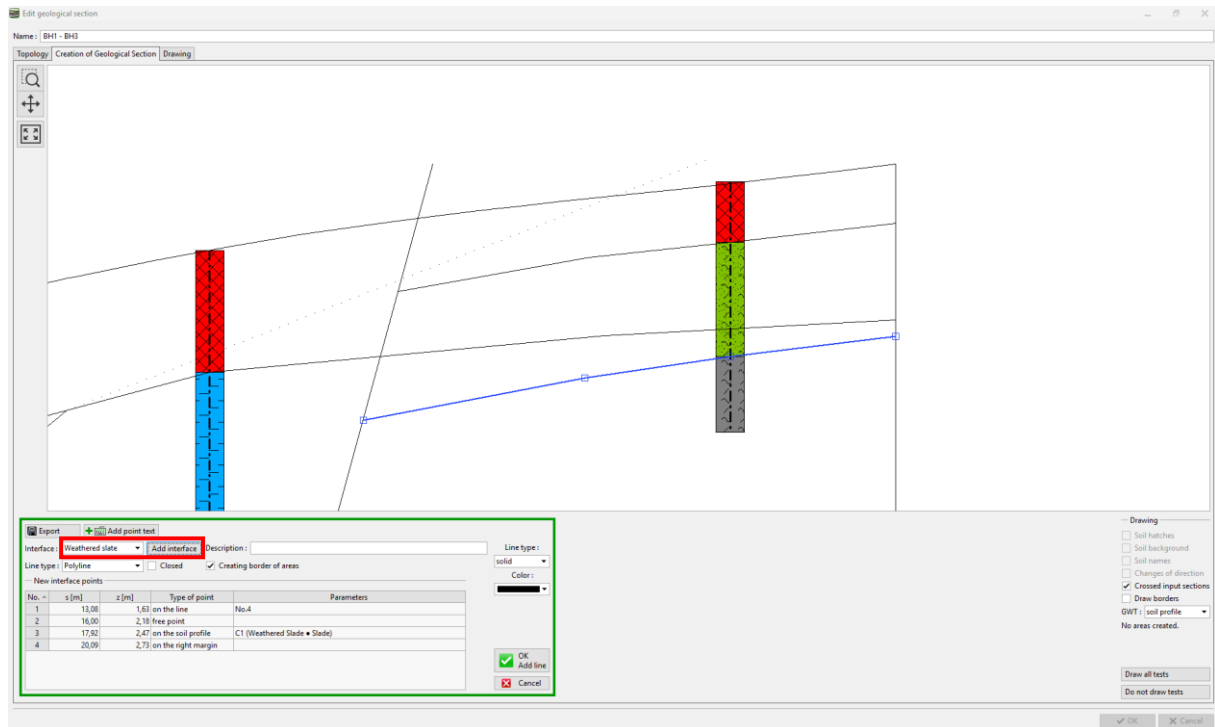 Edit geological section
Name : BH1 - BH3
Topology Creation of Geological Section Drawing
Export Add point text
Interface : Weathered slate Add interface Description :
Line type : Polyline Closed Creating border of areas
New interface points
No. s [m] z [m] Type of point Parameters
1 13,08 1,63 on the line No.4
2 16,00 2,18 free point
3 17,92 2,47 on the soil profile C1 (Weathered Slade ● Slade)
4 20,09 2,73 on the right margin
Line type :
solid
Color :
OK
Add line
Cancel
Drawing
Soil hatches
Soil background
Soil names
Changes of direction
Crossed input sections
Draw borders
GWT : soil profile
No areas created.
Draw all tests
Do not draw tests
OK Cancel